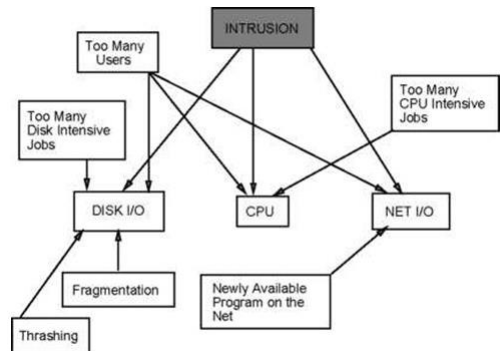 INTRUSION
Too Many
Users
Too Many
CPU Intensive
Jobs
Too Many
Disk Intensive
Jobs
DISK I/O
CPU
NET I/O
Fragmentation
Newly Available
Program on the
Net
Thrashing